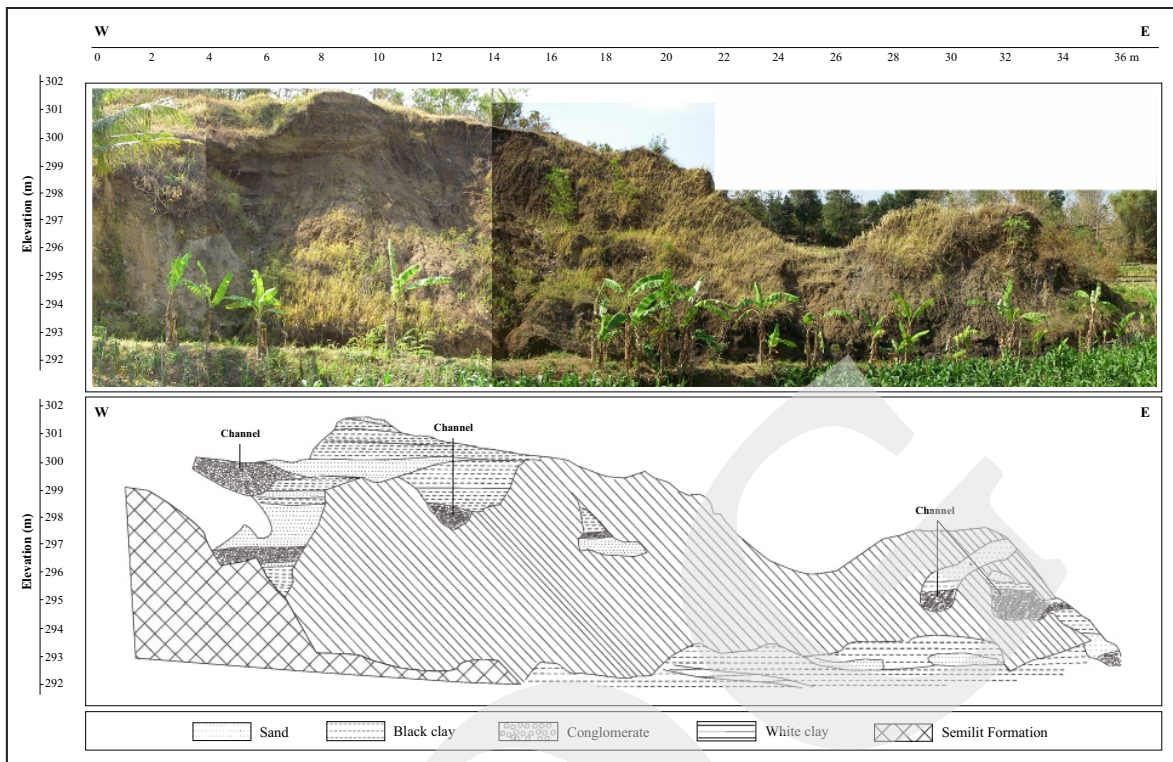 W E
0 2 4 6 8 10 12 14 16 18 20 22 24 26 28 30 32 34 36 m
302
301
300
299
298
297
296
295
294
293
292
Elevation (m)
302
301
300
299
298
297
296
295
294
293
292
Elevation (m)
W E
Channel
Channel
Channel
Sand Black clay Conglomerate White clay Semilit Formation
G